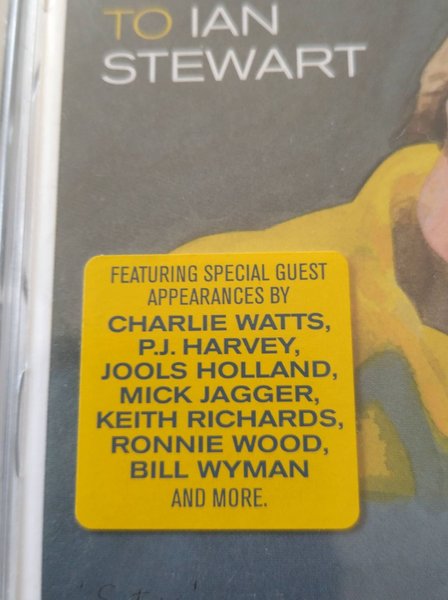 TO IAN
STEWART
FEATURING SPECIAL GUEST
APPEARANCES BY
CHARLIE WATTS,
P.J. HARVEY,
JOOLS HOLLAND,
MICK JAGGER,
KEITH RICHARDS,
RONNIE WOOD,
BILL WYMAN
AND MORE.